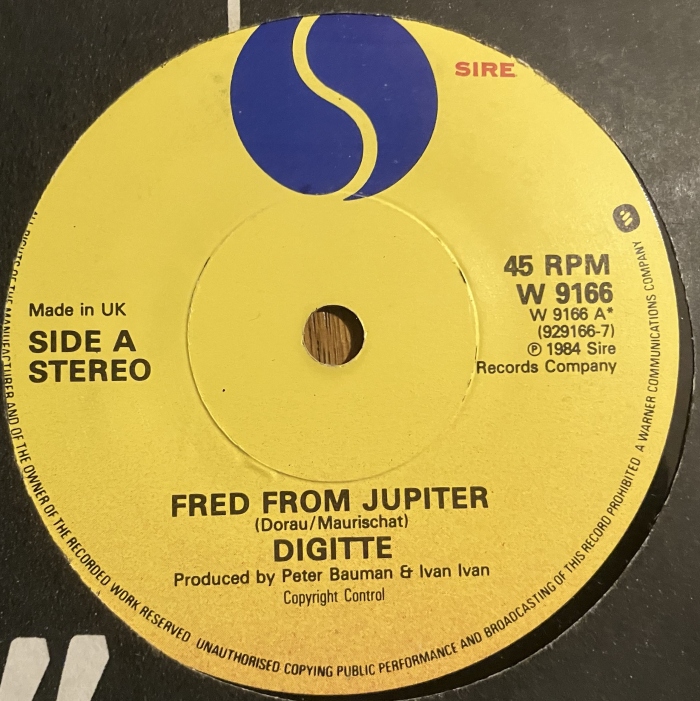 SIRE
45 RPM
W 9166
W 9166 A*
(929166-7)
℗ 1984 Sire
Records Company
Made in UK
SIDE A
STEREO
FRED FROM JUPITER
(Dorau/Maurischat)
DIGITTE
Produced by Peter Bauman & Ivan Ivan
Copyright Control
ALL RIGHTS OF THE MANUFACTURER AND OF THE OWNER OF THE RECORDED WORK RESERVED UNAUTHORISED COPYING PUBLIC PERFORMANCE AND BROADCASTING OF THIS RECORD PROHIBITED A WARNER COMMUNICATIONS COMPANY